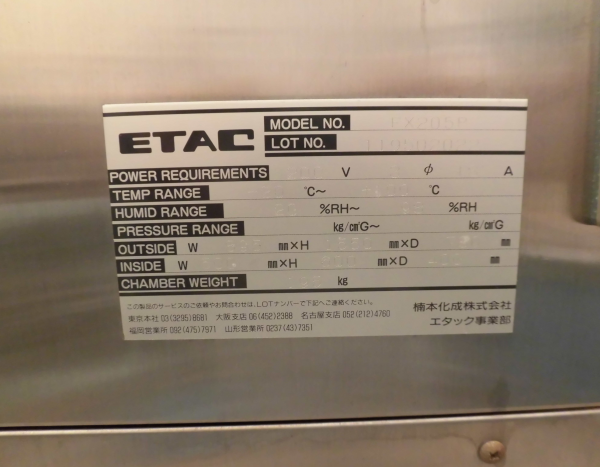 ETAC
MODEL NO.
LOT NO.
POWER REQUIREMENTS V φ A
TEMP RANGE ℃~ ℃
HUMID RANGE %RH~ %RH
PRESSURE RANGE kg/c㎡G~ kg/c㎡G
OUTSIDE W ㎜×H ㎜×D ㎜
INSIDE W ㎜×H ㎜×D ㎜
CHAMBER WEIGHT kg
この製品のサービスのご依頼やお問合わせは、LOTナンバーで下記へご連絡ください。
東京本社 03(3295)8681 大阪支店 06(452)2388 名古屋支店 052(212)4760
福岡営業所 092(475)7971 山形営業所 0237(43)7351
楠本化成株式会社
エタック事業部